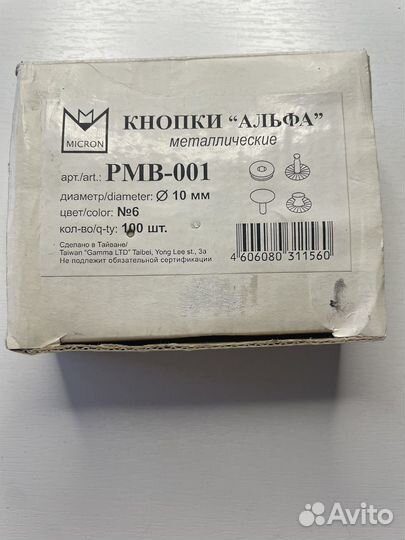 MICRON
КНОПКИ “АЛЬФА”
металлические
арт./art.: PMB-001
диаметр/diameter: Ø 10 мм
цвет/color: №6
кол-во/q-ty: 100 шт.
Сделано в Тайване/
Taiwan "Gamma LTD" Taibei, Yong Lee st., 3a
Не подлежит обязательной сертификации
4 606080 311560
Avito